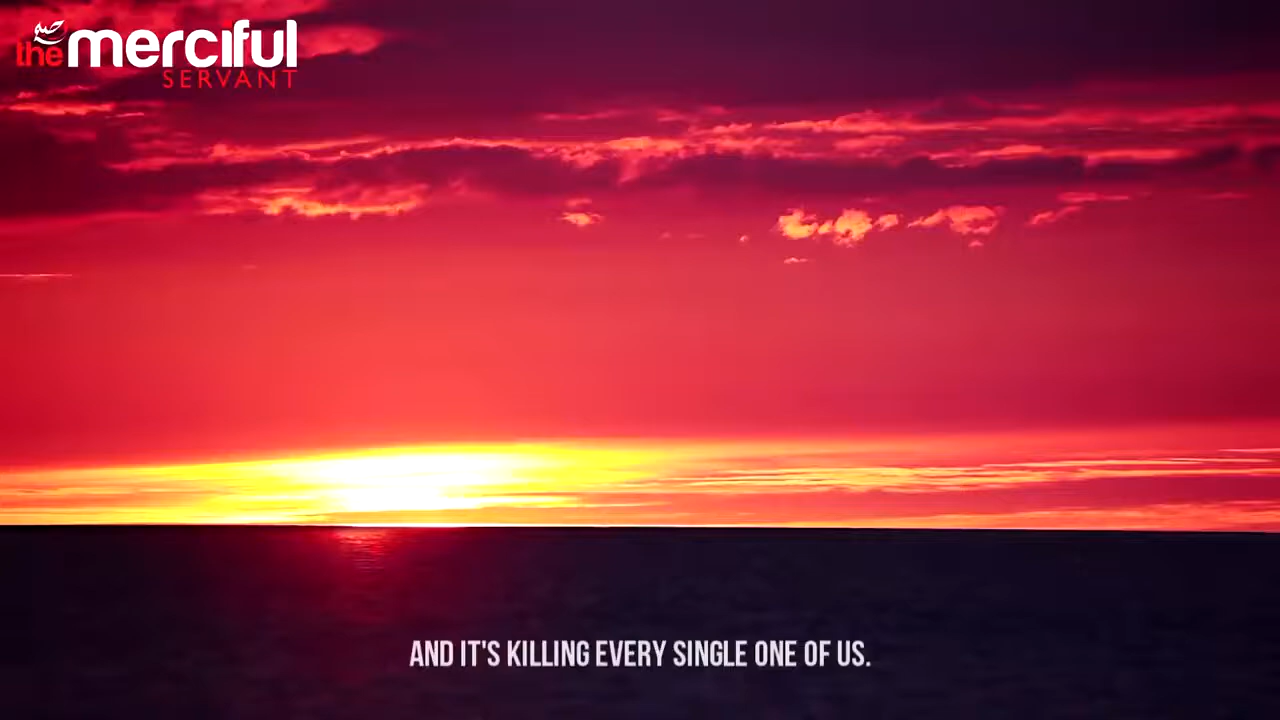 the merciful
SERVANT
AND IT'S KILLING EVERY SINGLE ONE OF US.